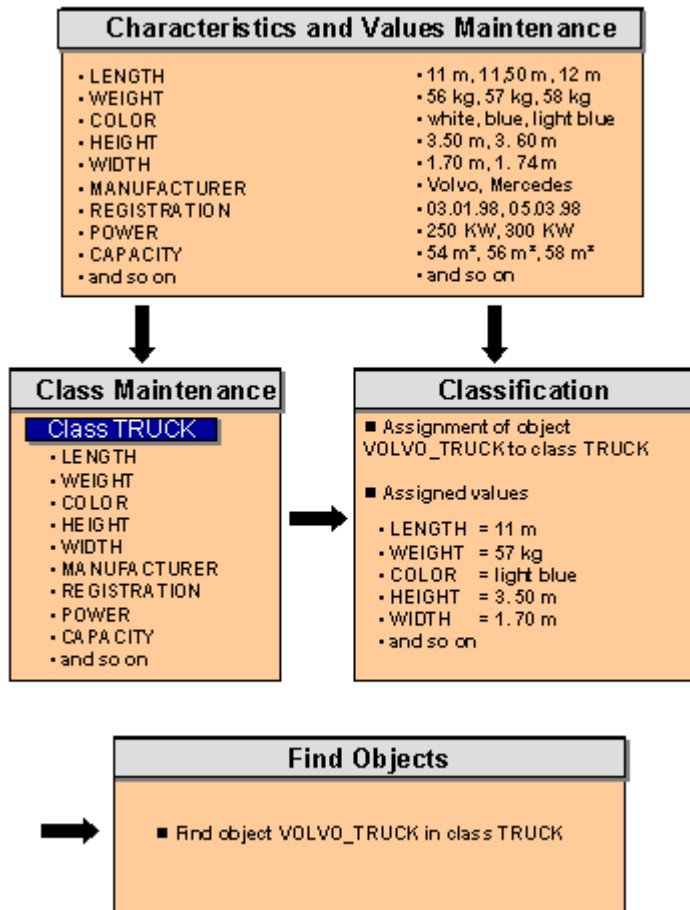 Characteristics and Values Maintenance
• LENGTH • 11 m, 11,50 m, 12 m
• WEIGHT • 56 kg, 57 kg, 58 kg
• COLOR • white, blue, light blue
• HEIGHT • 3.50 m, 3. 60 m
• WIDTH • 1.70 m, 1. 74 m
• MANUFACTURER • Volvo, Mercedes
• REGISTRATION • 03.01.98, 05.03.98
• POWER • 250 KW, 300 KW
• CAPACITY • 54 m³, 56 m³, 58 m³
• and so on • and so on
Class Maintenance
Class TRUCK
• LENGTH
• WEIGHT
• COLOR
• HEIGHT
• WIDTH
• MANUFACTURER
• REGISTRATION
• POWER
• CAPACITY
• and so on
Classification
■ Assignment of object
VOLVO_TRUCK to class TRUCK
■ Assigned values
• LENGTH = 11 m
• WEIGHT = 57 kg
• COLOR = light blue
• HEIGHT = 3.50 m
• WIDTH = 1.70 m
• and so on
Find Objects
■ Find object VOLVO_TRUCK in class TRUCK